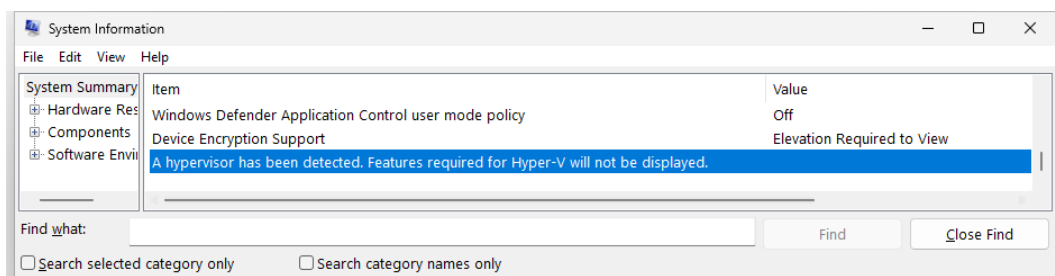 System Information
File Edit View Help
System Summary
Hardware Res
Components
Software Envi
Item Value
Windows Defender Application Control user mode policy Off
Device Encryption Support Elevation Required to View
A hypervisor has been detected. Features required for Hyper-V will not be displayed.
Find what: Find Close Find
Search selected category only Search category names only